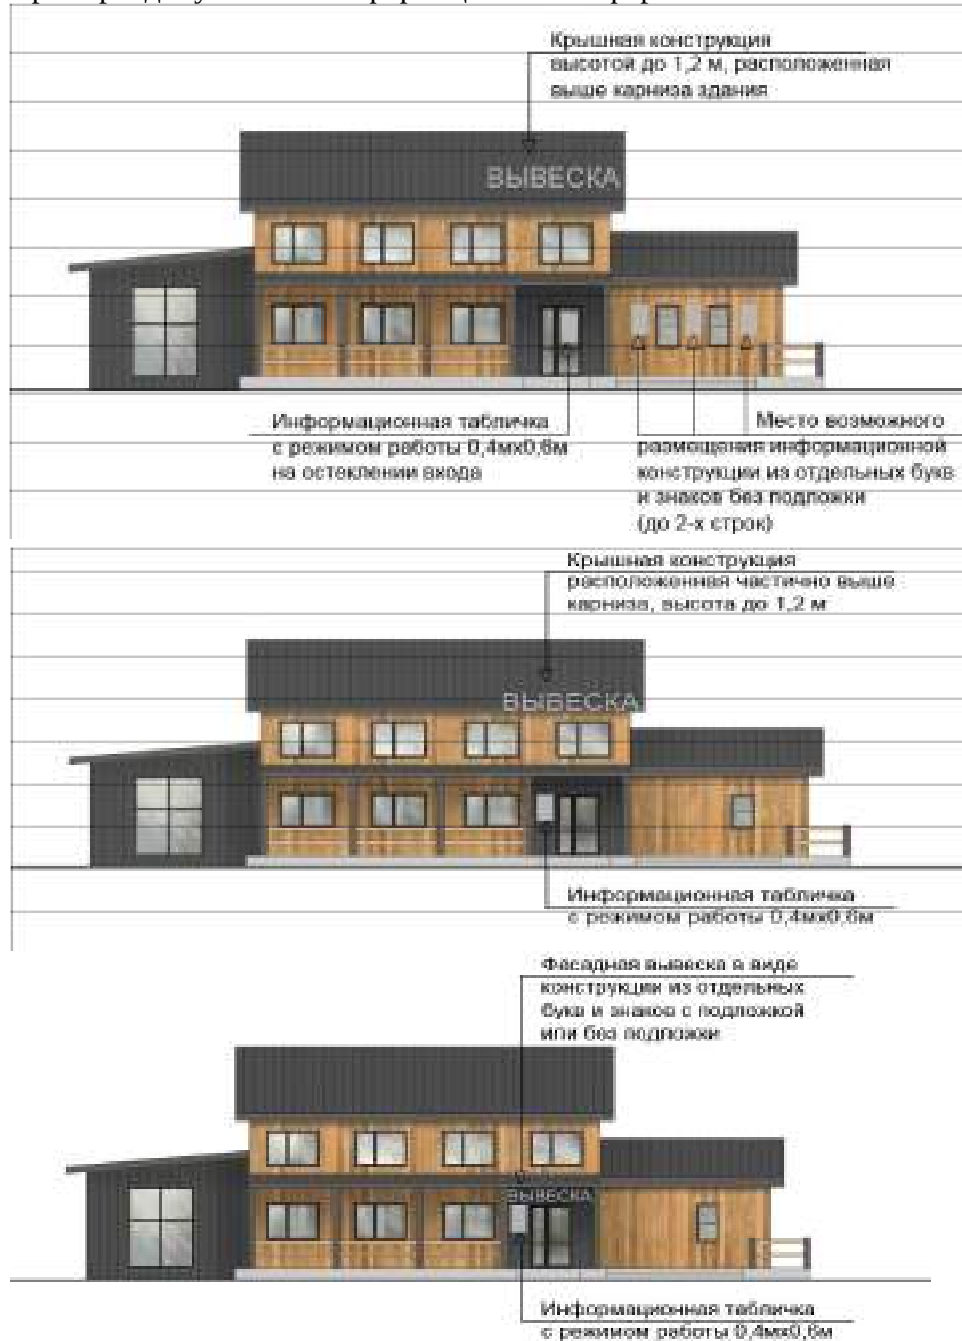 Крышная конструкция
высотой до 1,2 м, расположенная
выше карниза здания
ВЫВЕСКА
Информационная табличка
с режимом работы 0,4мх0,6м
на остеклении входа
Место возможного
размещения информационной
конструкции из отдельных букв
и знаков без подложки
(до 2-х строк)
Крышная конструкция
расположенная частично выше
карниза, высота до 1,2 м
ВЫВЕСКА
Информационная табличка
с режимом работы 0,4мх0,6м
Фасадная вывеска в виде
конструкции из отдельных
букв и знаков с подложкой
или без подложки
ВЫВЕСКА
Информационная табличка
с режимом работы 0,4мх0,6м